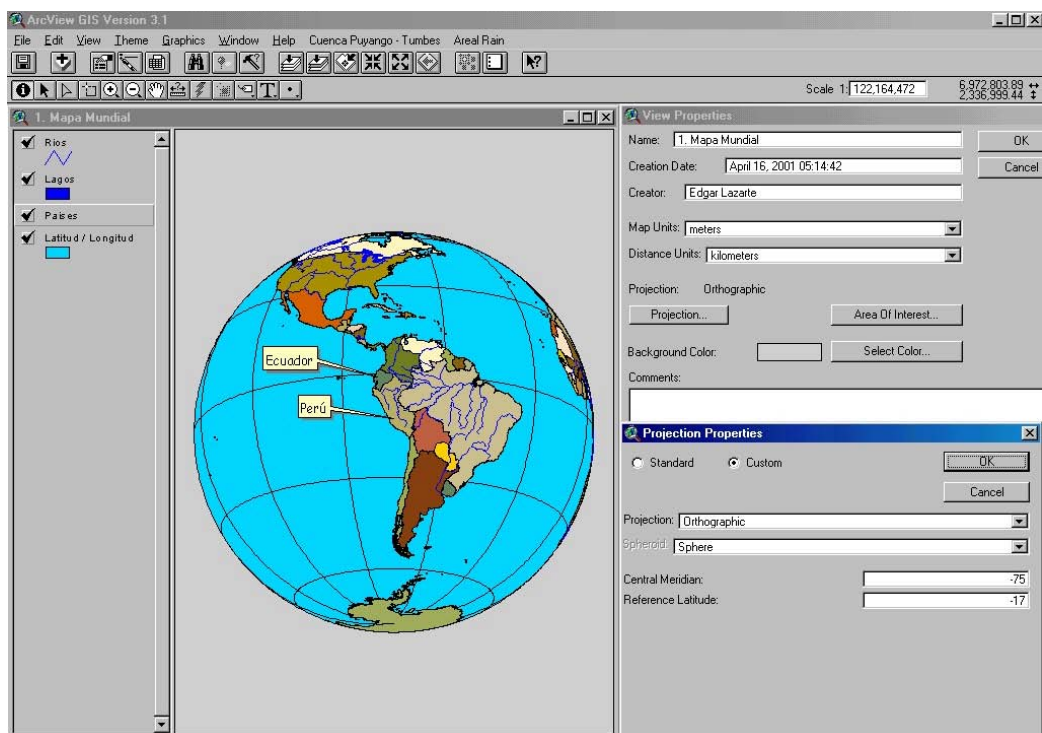 ArcView GIS Version 3.1
File Edit View Theme Graphics Window Help Cuenca Puyango - Tumbes Areal Rain
Scale 1: 122,164,472
6,972,803.89
2,336,999.44
1. Mapa Mundial
Rios
Lagos
Paises
Latitud / Longitud
Ecuador
Perú
View Properties
Name: 1. Mapa Mundial
OK
Creation Date: April 16, 2001 05:14:42
Cancel
Creator: Edgar Lazarte
Map Units: meters
Distance Units: kilometers
Projection: Orthographic
Projection... Area Of Interest...
Background Color: Select Color...
Comments:
Projection Properties
Standard Custom OK
Cancel
Projection: Orthographic
Spheroid: Sphere
Central Meridian: -75
Reference Latitude: -17